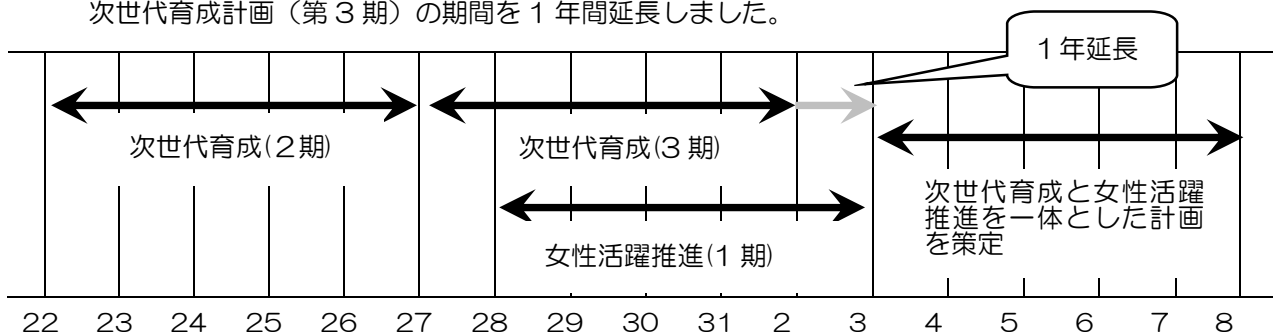 次世代育成計画（第３期）の期間を１年間延長しました。
１年延長
次世代育成(２期)
次世代育成(３期)
次世代育成と女性活躍
推進を一体とした計画
を策定
女性活躍推進(１期)
22 23 24 25 26 27 28 29 30 31 2 3 4 5 6 7 8